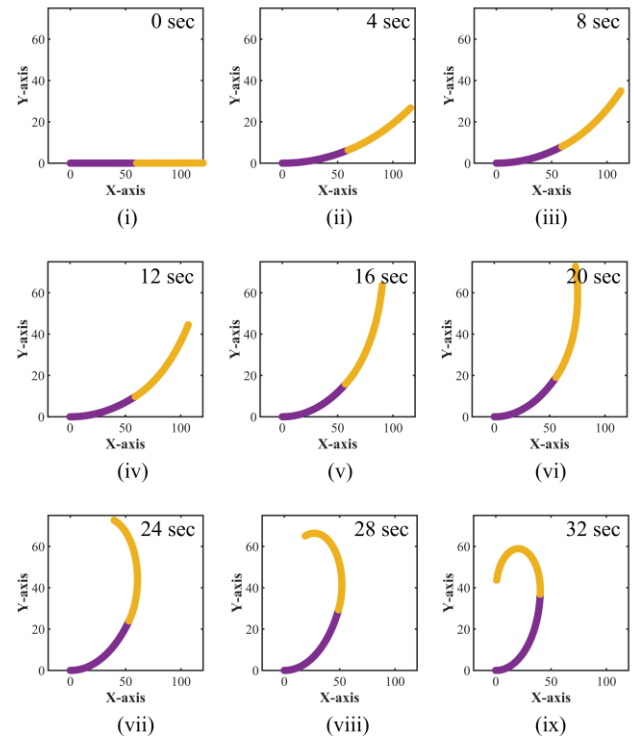 0 sec
4 sec
8 sec
Y-axis
60
40
20
0
0
50
100
X-axis
(i)
Y-axis
60
40
20
0
0
50
100
X-axis
(ii)
Y-axis
60
40
20
0
0
50
100
X-axis
(iii)
12 sec
16 sec
20 sec
Y-axis
60
40
20
0
0
50
100
X-axis
(iv)
Y-axis
60
40
20
0
0
50
100
X-axis
(v)
Y-axis
60
40
20
0
0
50
100
X-axis
(vi)
24 sec
28 sec
32 sec
Y-axis
60
40
20
0
0
50
100
X-axis
(vii)
Y-axis
60
40
20
0
0
50
100
X-axis
(viii)
Y-axis
60
40
20
0
0
50
100
X-axis
(ix)